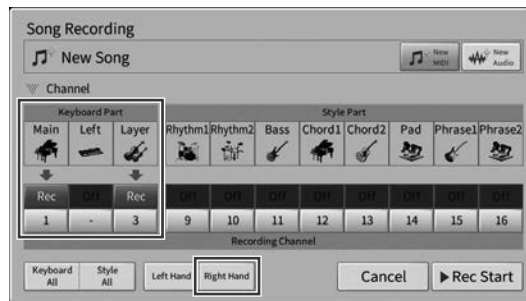 Song Recording
New Song
New MIDI
New Audio
Channel
Keyboard Part Style Part
Main Left Layer Rhythm1 Rhythm2 Bass Chord1 Chord2 Pad Phrase1 Phrase2
Rec Off Rec Off Off Off Off Off Off Off Off
1 - 3 9 10 11 12 13 14 15 16
Recording Channel
Keyboard All Style All Left Hand Right Hand Cancel ▶ Rec Start